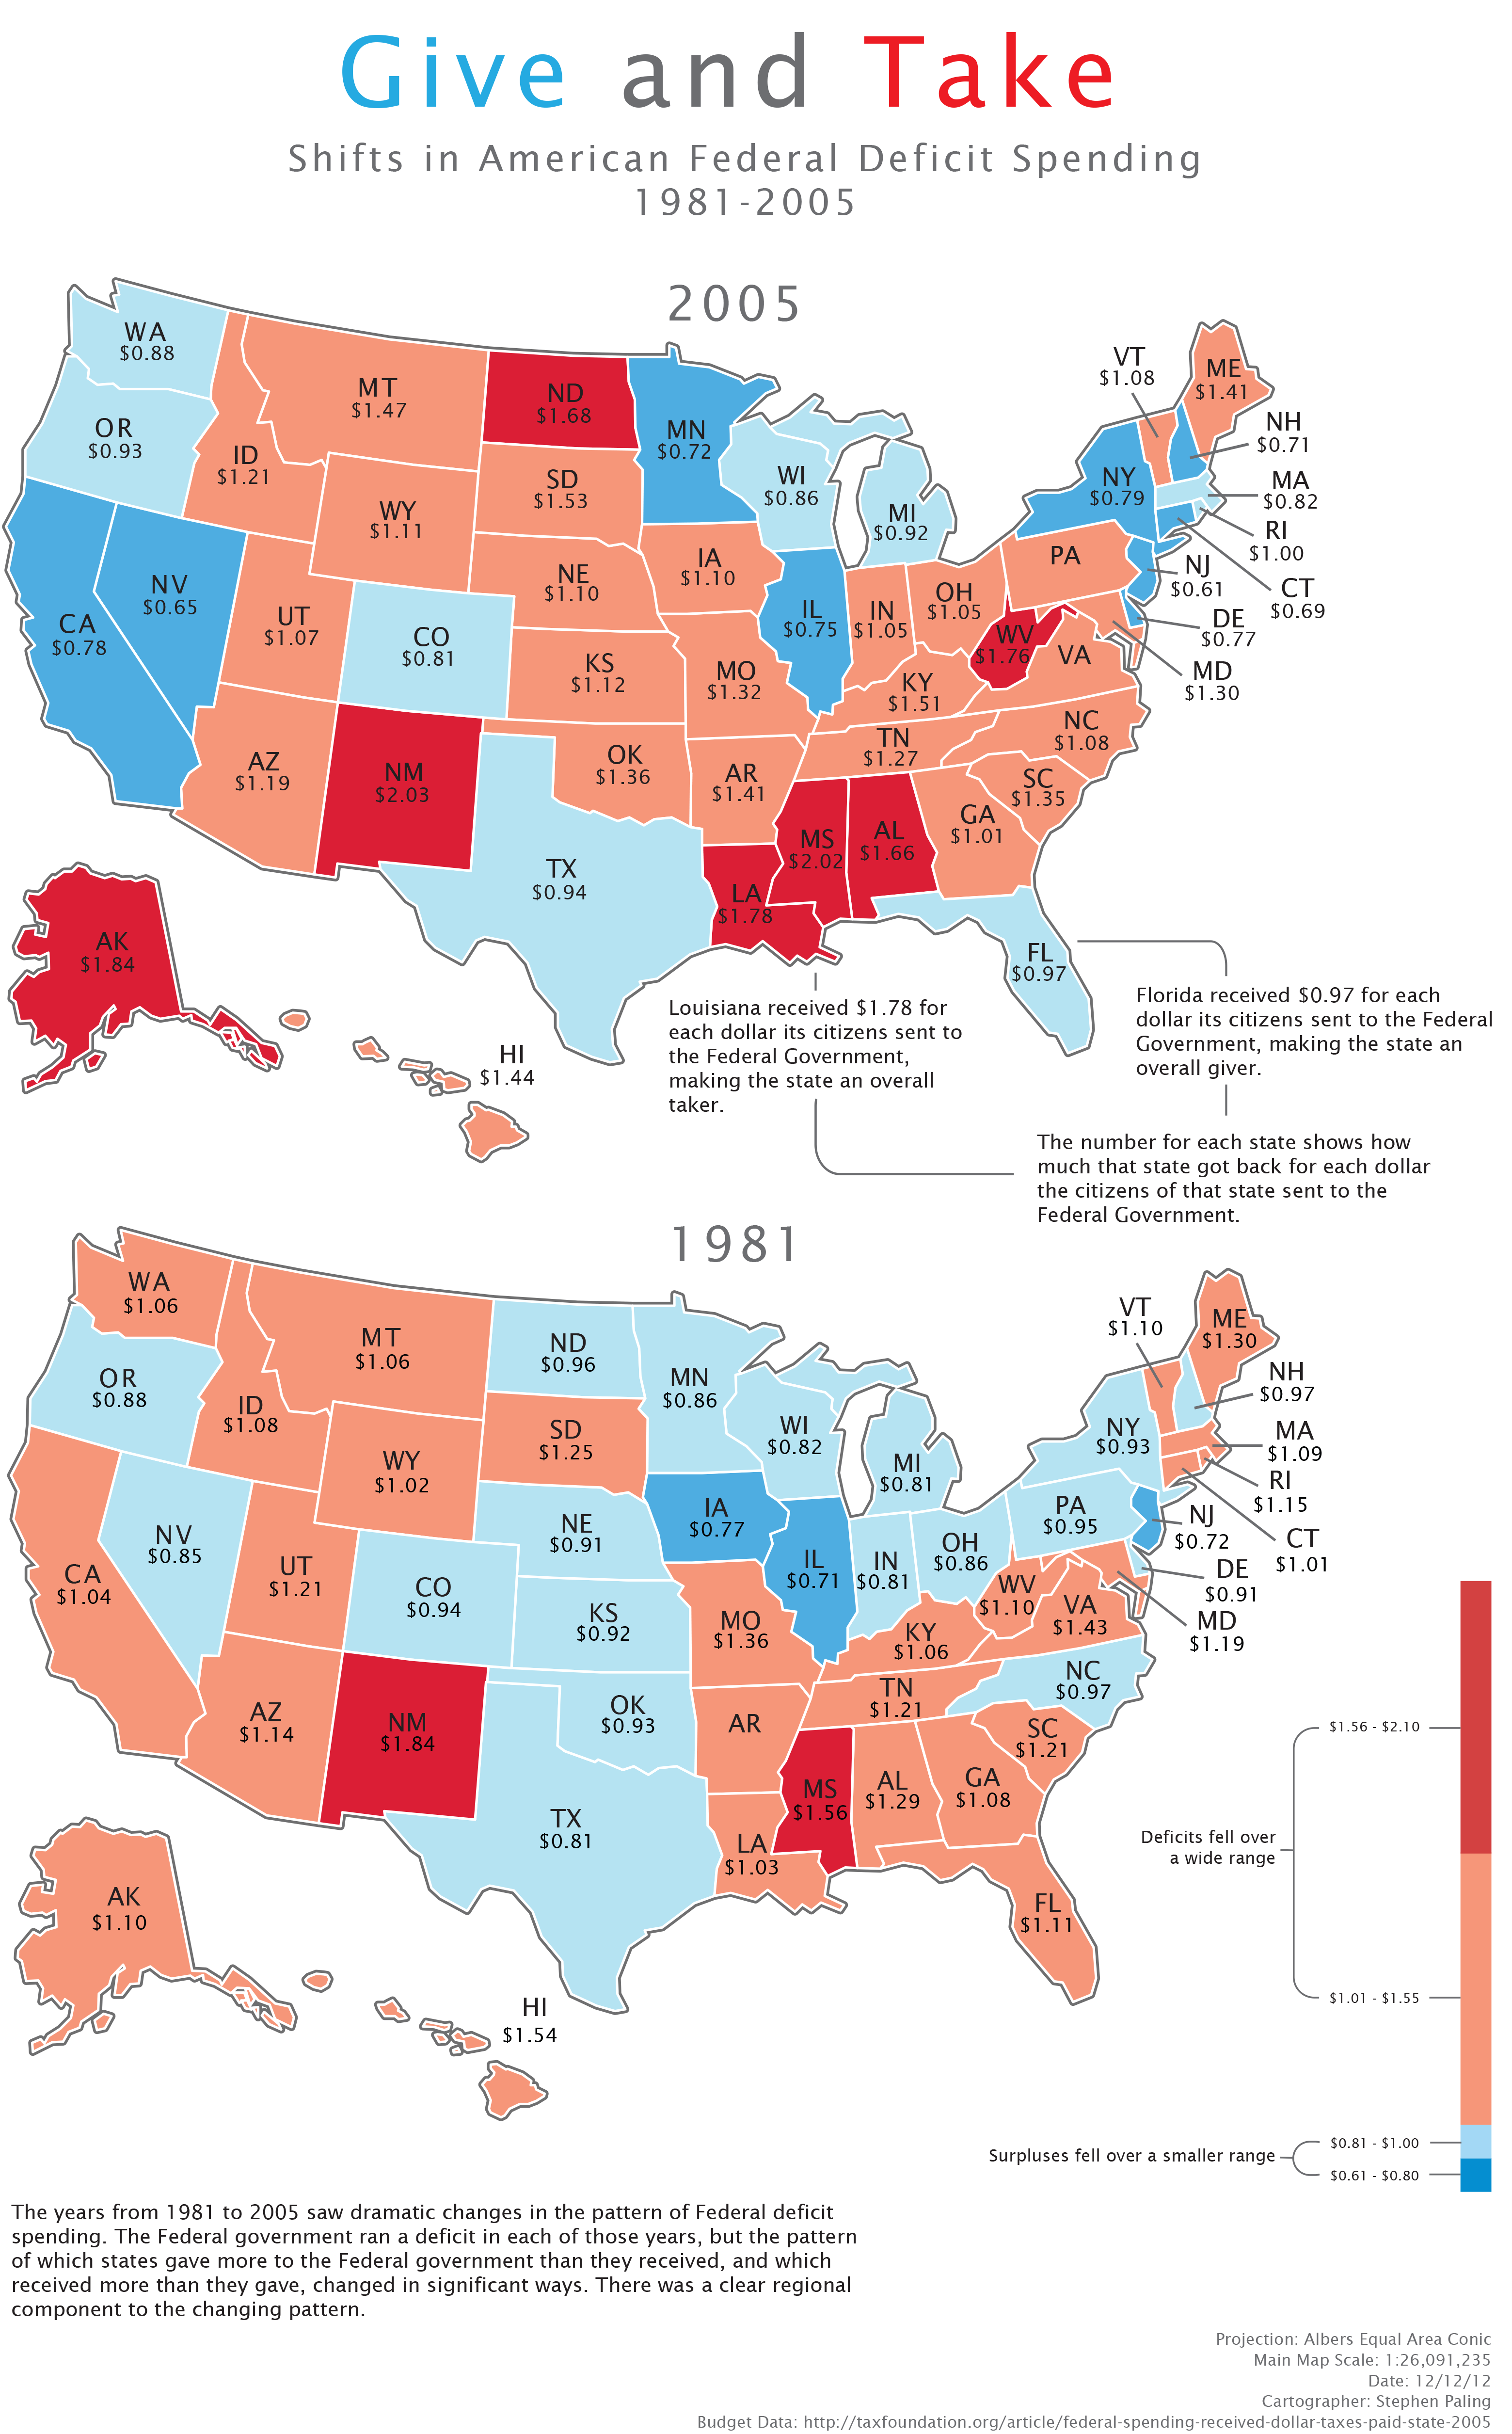 Give and Take
Shifts in American Federal Deficit Spending
1981-2005
2005
WA
$0.88
OR
$0.93
CA
$0.78
NV
$0.65
ID
$1.21
MT
$1.47
WY
$1.11
UT
$1.07
AZ
$1.19
CO
$0.81
NM
$2.03
ND
$1.68
SD
$1.53
NE
$1.10
KS
$1.12
OK
$1.36
TX
$0.94
MN
$0.72
IA
$1.10
MO
$1.32
AR
$1.41
LA
$1.78
WI
$0.86
IL
$0.75
MI
$0.92
IN
$1.05
OH
$1.05
KY
$1.51
TN
$1.27
MS
$2.02
AL
$1.66
GA
$1.01
FL
$0.97
SC
$1.35
NC
$1.08
VA
WV
$1.76
PA
NY
$0.79
VT
$1.08
ME
$1.41
NH
$0.71
MA
$0.82
RI
$1.00
CT
$0.69
NJ
$0.61
DE
$0.77
MD
$1.30
AK
$1.84
HI
$1.44
Louisiana received $1.78 for
each dollar its citizens sent to
the Federal Government,
making the state an overall
taker.
Florida received $0.97 for each
dollar its citizens sent to the Federal
Government, making the state an
overall giver.
The number for each state shows how
much that state got back for each dollar
the citizens of that state sent to the
Federal Government.
1981
WA
$1.06
OR
$0.88
CA
$1.04
NV
$0.85
ID
$1.08
MT
$1.06
WY
$1.02
UT
$1.21
AZ
$1.14
CO
$0.94
NM
$1.84
ND
$0.96
SD
$1.25
NE
$0.91
KS
$0.92
OK
$0.93
TX
$0.81
MN
$0.86
IA
$0.77
MO
$1.36
AR
LA
$1.03
WI
$0.82
IL
$0.71
MI
$0.81
IN
$0.81
OH
$0.86
KY
$1.06
TN
$1.21
MS
$1.56
AL
$1.29
GA
$1.08
FL
$1.11
SC
$1.21
NC
$0.97
VA
$1.43
WV
$1.10
PA
$0.95
NY
$0.93
VT
$1.10
ME
$1.30
NH
$0.97
MA
$1.09
RI
$1.15
CT
$1.01
NJ
$0.72
DE
$0.91
MD
$1.19
AK
$1.10
HI
$1.54
$1.56 - $2.10
Deficits fell over
a wide range
$1.01 - $1.55
Surpluses fell over a smaller range
$0.81 - $1.00
$0.61 - $0.80
The years from 1981 to 2005 saw dramatic changes in the pattern of Federal deficit
spending. The Federal government ran a deficit in each of those years, but the pattern
of which states gave more to the Federal government than they received, and which
received more than they gave, changed in significant ways. There was a clear regional
component to the changing pattern.
Projection: Albers Equal Area Conic
Main Map Scale: 1:26,091,235
Date: 12/12/12
Cartographer: Stephen Paling
Budget Data: http://taxfoundation.org/article/federal-spending-received-dollar-taxes-paid-state-2005